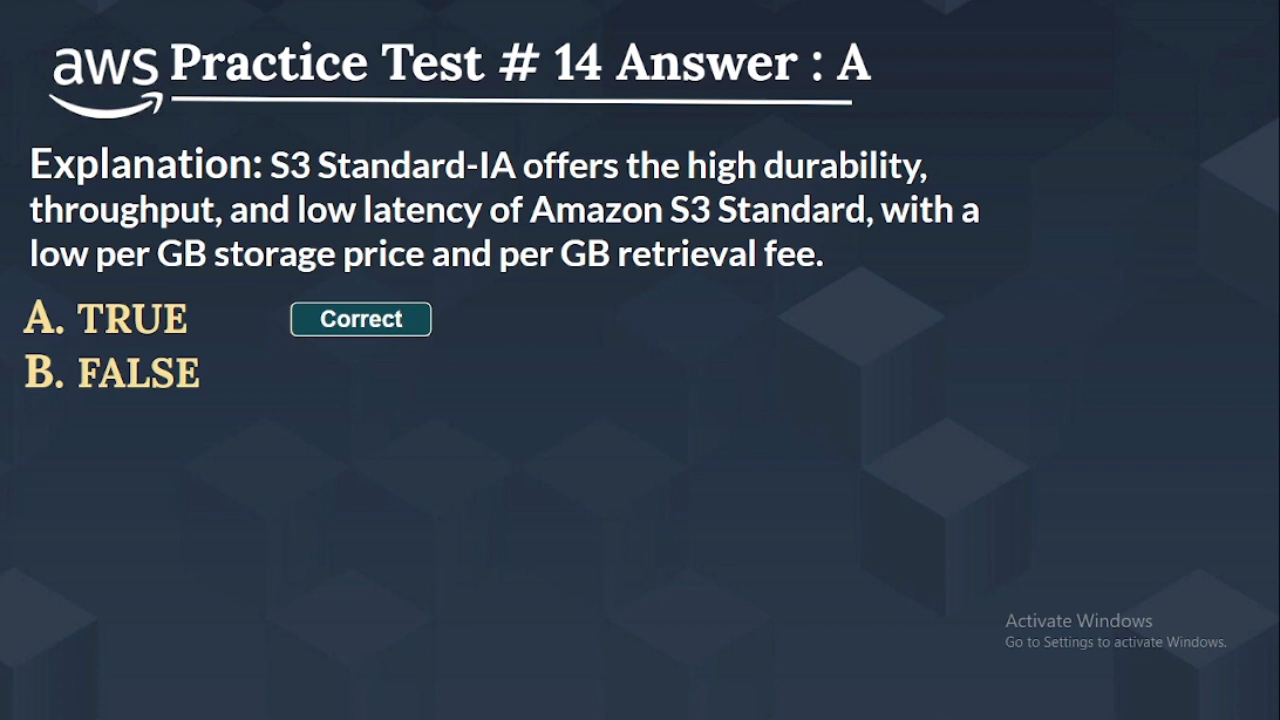 aws Practice Test # 14 Answer : A
Explanation: S3 Standard-IA offers the high durability,
throughput, and low latency of Amazon S3 Standard, with a
low per GB storage price and per GB retrieval fee.
A. TRUE Correct
B. FALSE
Activate Windows
Go to Settings to activate Windows.